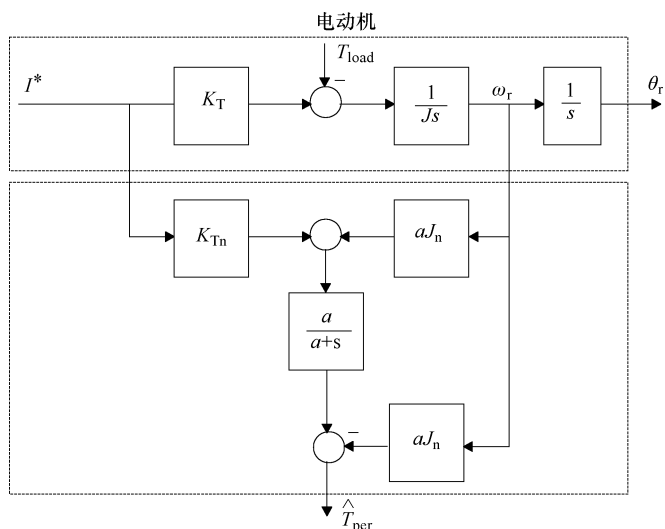 电动机
T_load
I*
K_T
−
1/Js
ω_r
1/s
θ_r
K_Tn
aJ_n
a/a+s
−
aJ_n
T̂_per